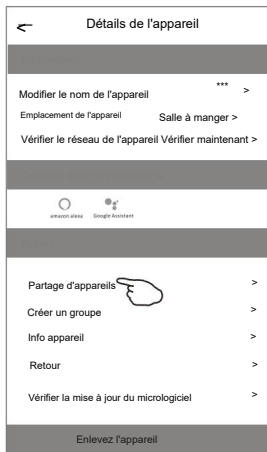 Détails de l'appareil
Modifier le nom de l'appareil *** >
Emplacement de l'appareil Salle à manger >
Vérifier le réseau de l'appareil Vérifier maintenant >
amazon alexa Google Assistant
Partage d'appareils >
Créer un groupe >
Info appareil >
Retour >
Vérifier la mise à jour du micrologiciel >
Enlevez l'appareil